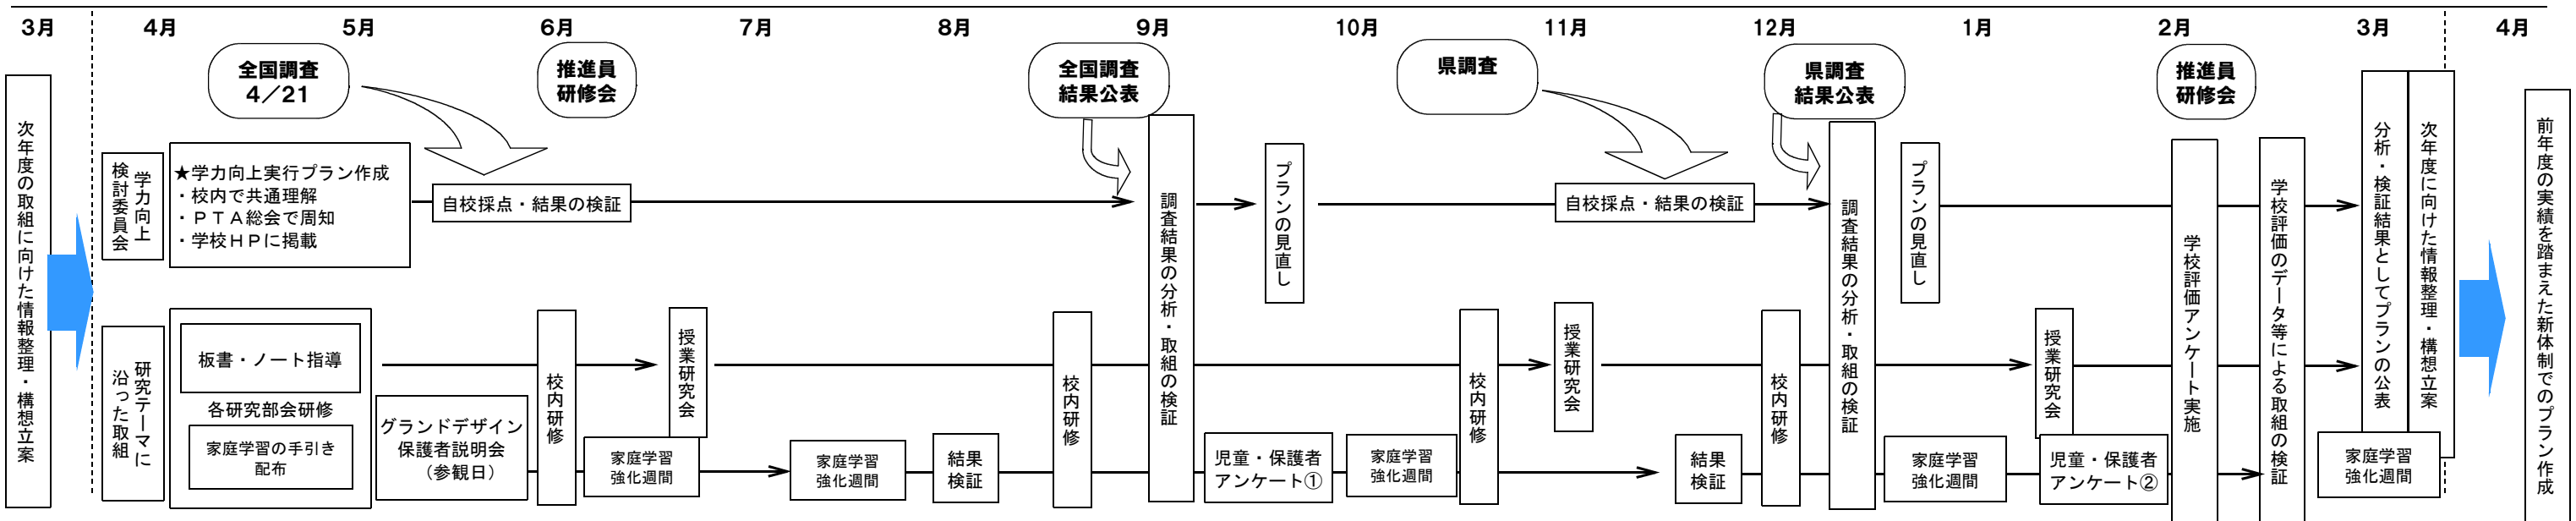 3月
4月
5月
6月
7月
8月
9月
10月
11月
12月
1月
2月
3月
4月
全国調査
4／21
推進員
研修会
全国調査
結果公表
県調査
県調査
結果公表
推進員
研修会
次年度の取組に向けた情報整理・構想立案
学力向上
検討委員会
★学力向上実行プラン作成
・校内で共通理解
・ＰＴＡ総会で周知
・学校ＨＰに掲載
自校採点・結果の検証
調査結果の分析・取組の検証
プランの見直し
自校採点・結果の検証
調査結果の分析・取組の検証
プランの見直し
学校評価アンケート実施
学校評価のデータ等による取組の検証
分析・検証結果としてプランの公表
次年度に向けた情報整理・構想立案
前年度の実績を踏まえた新体制でのプラン作成
研究テーマに
沿った取組
板書・ノート指導
各研究部会研修
家庭学習の手引き
配布
グランドデザイン
保護者説明会
（参観日）
校内研修
授業研究会
家庭学習
強化週間
家庭学習
強化週間
結果
検証
校内研修
児童・保護者
アンケート①
家庭学習
強化週間
校内研修
授業研究会
結果
検証
校内研修
家庭学習
強化週間
授業研究会
児童・保護者
アンケート②
家庭学習
強化週間